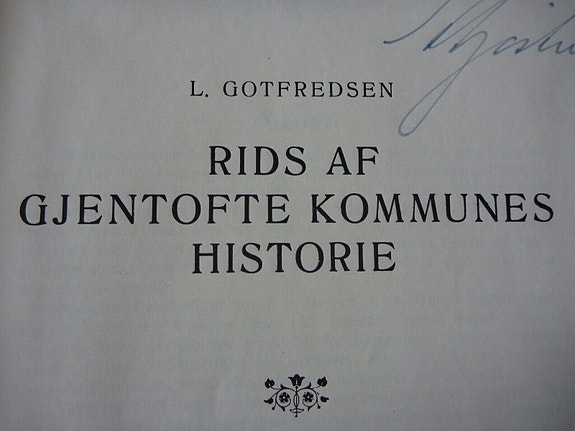 L. GOTFREDSEN
RIDS AF
GJENTOFTE KOMMUNES
HISTORIE